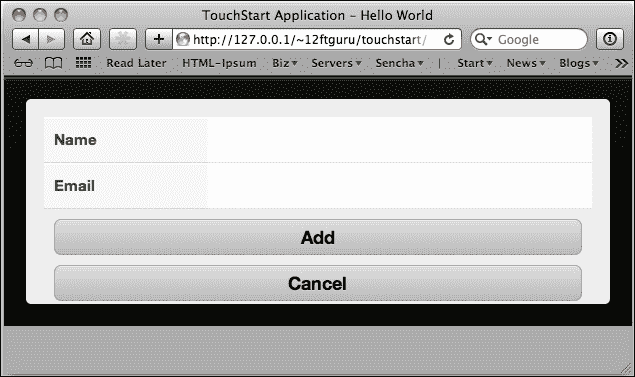 TouchStart Application – Hello World
http://127.0.0.1/~12ftguru/touchstart/
Google
Read Later HTML-Ipsum Biz Servers Sencha Start News Blogs
Name
Email
Add
Cancel